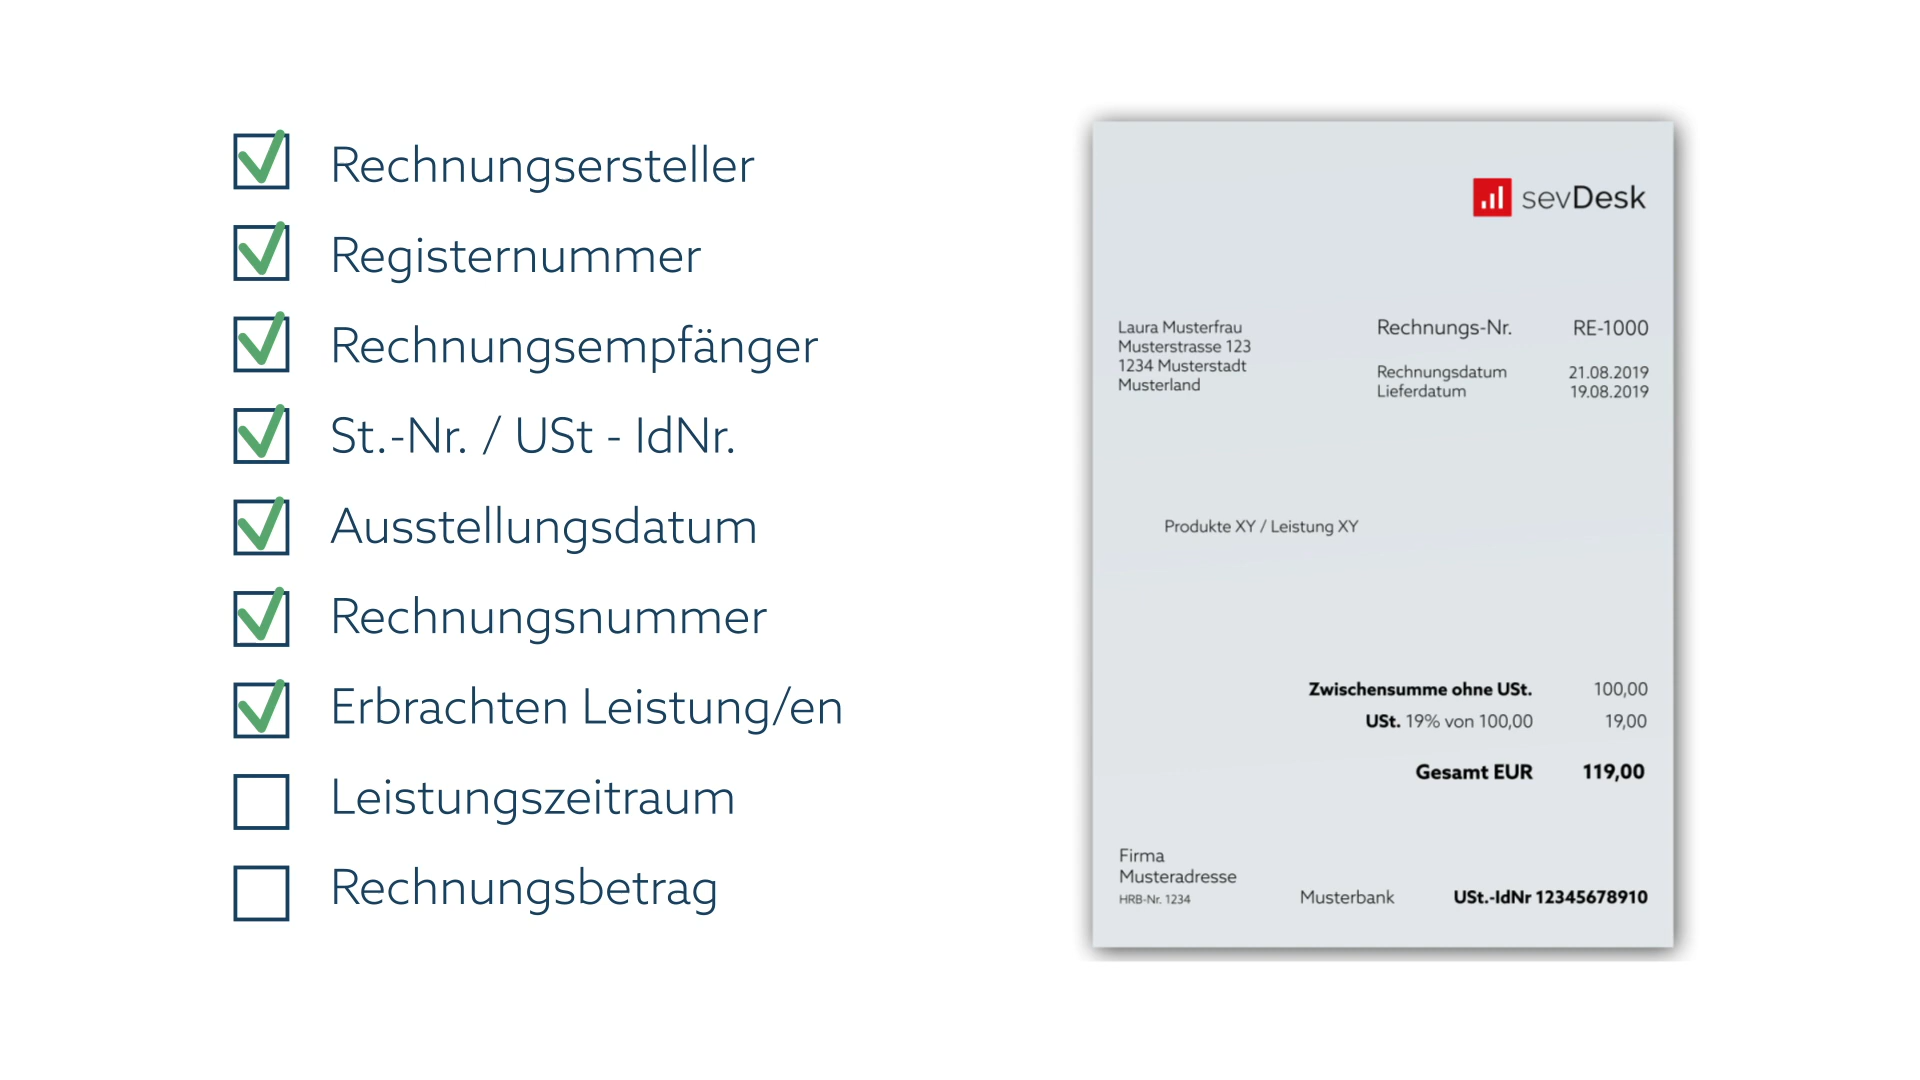 Rechnungsersteller
Registernummer
Rechnungsempfänger
St.-Nr. / USt - IdNr.
Ausstellungsdatum
Rechnungsnummer
Erbrachten Leistung/en
Leistungszeitraum
Rechnungsbetrag
sevDesk
Laura Musterfrau
Musterstrasse 123
1234 Musterstadt
Musterland
Rechnungs-Nr. RE-1000
Rechnungsdatum 21.08.2019
Lieferdatum 19.08.2019
Produkte XY / Leistung XY
Zwischensumme ohne USt. 100,00
USt. 19% von 100,00 19,00
Gesamt EUR 119,00
Firma
Musteradresse
HRB-Nr. 1234
Musterbank
USt.-IdNr 12345678910